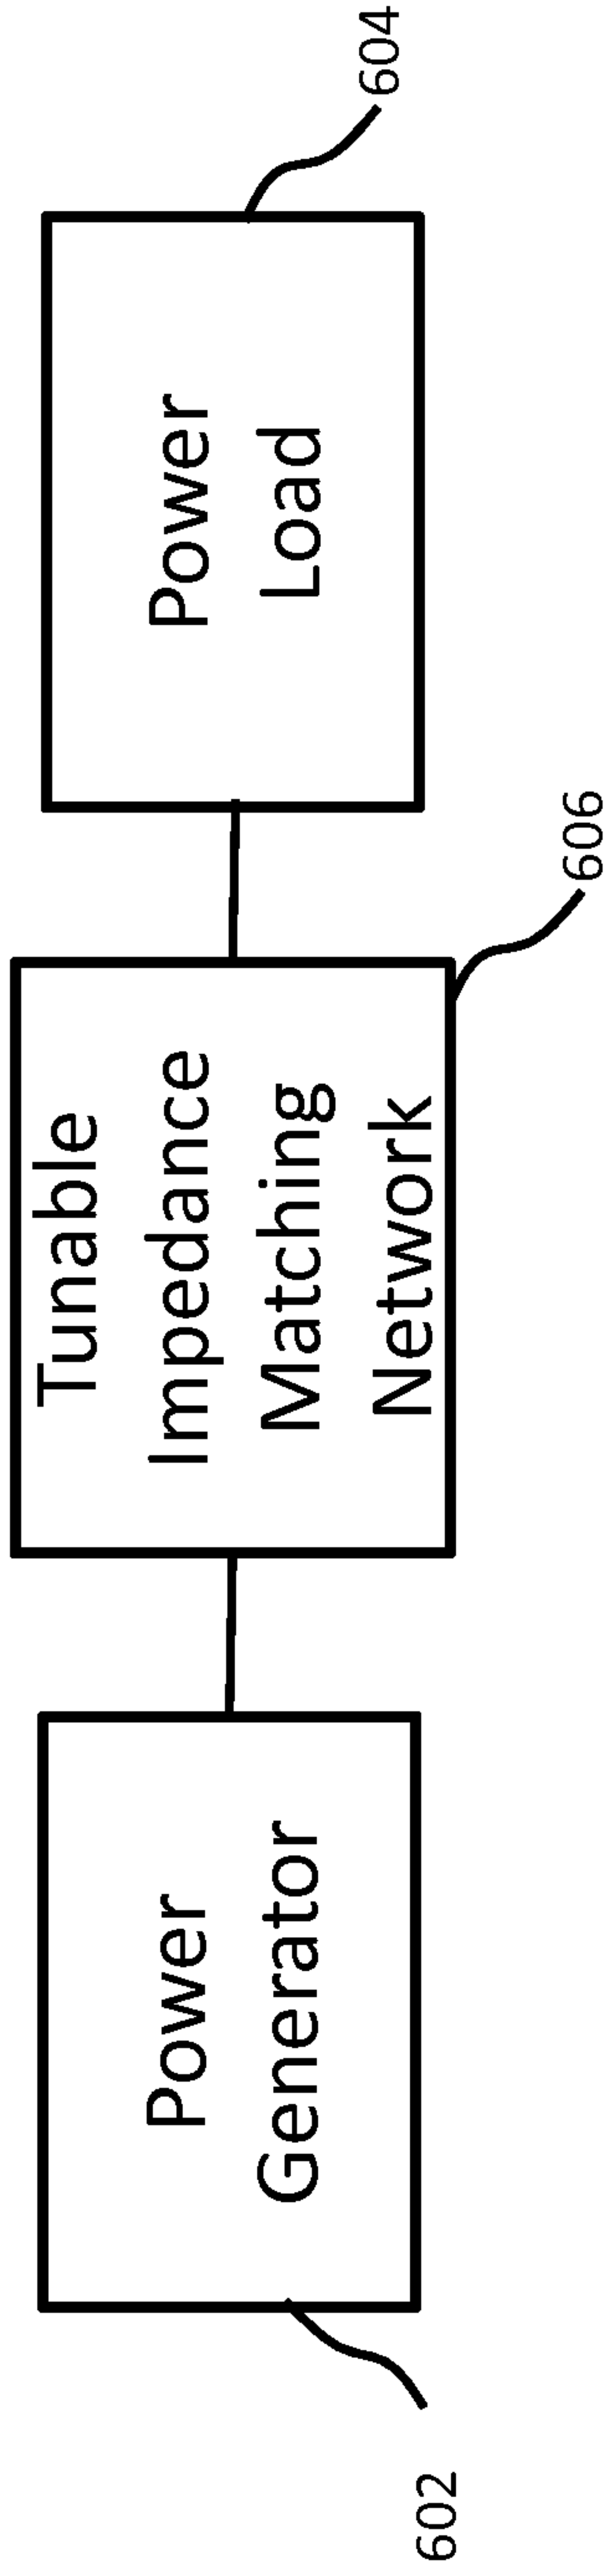 Power
Generator
602
Tunable
Impedance
Matching
Network
606
Power
Load
604